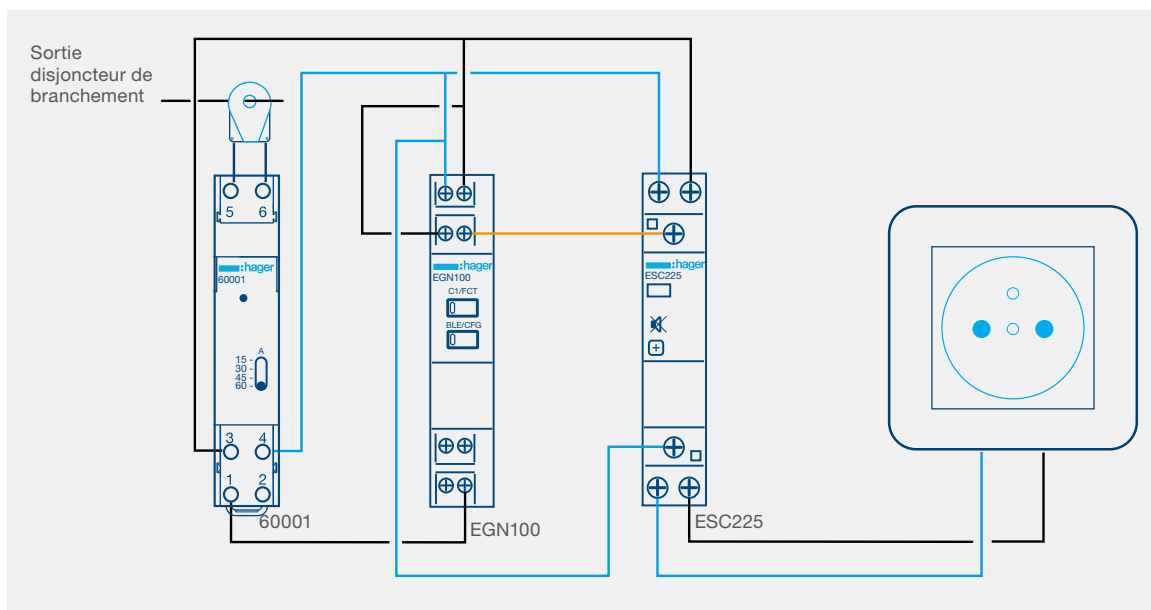 Sortie
disjoncteur de
branchement
5 6
:hager
60001
A
15 -
30 -
45 -
60 -
3 4
1 2
60001
:hager
EGN100
C1/FCT
BLE/CFG
EGN100
:hager
ESC225
ESC225